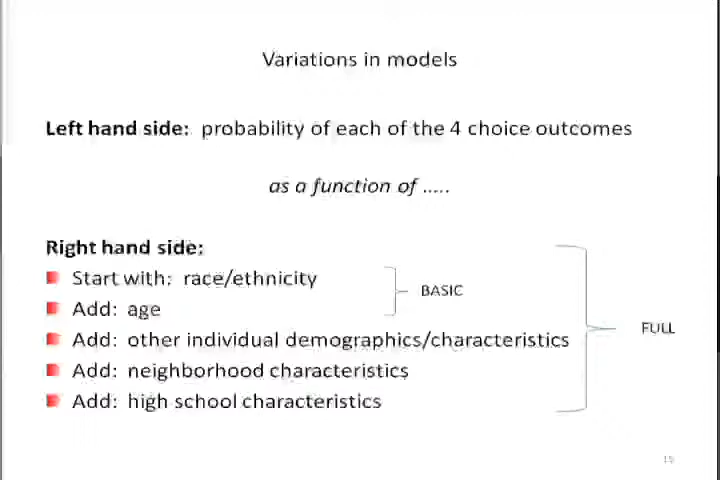 Variations in models
Left hand side: probability of each of the 4 choice outcomes
as a function of .....
Right hand side:
Start with: race/ethnicity
Add: age
BASIC
Add: other individual demographics/characteristics
Add: neighborhood characteristics
Add: high school characteristics
FULL
15